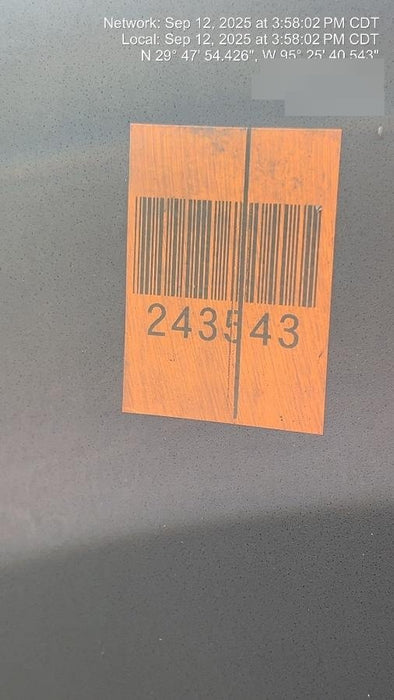 Network: Sep 12, 2025 at 3:58:02 PM CDT
Local: Sep 12, 2025 at 3:58:02 PM CDT
N 29° 47' 54.426", W 95° 25' 40.543"
243543